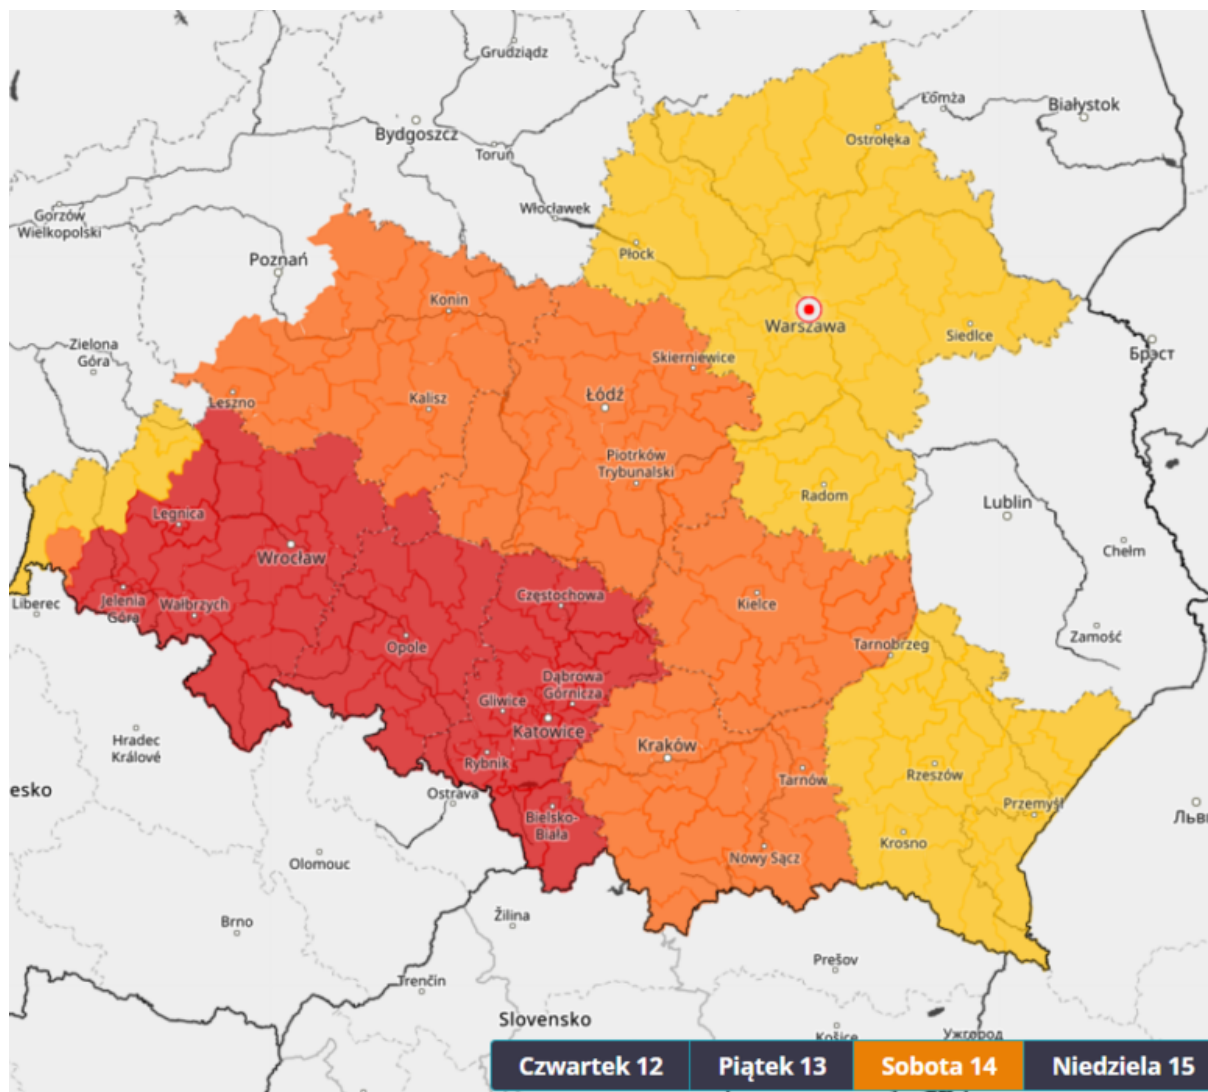 Grudziądz
Łomża
Białystok
Bydgoszcz
Ostrołęka
Toruń
Gorzów
Wielkopolski
Włocławek
Płock
Poznań
Konin
Warszawa
Siedlce
Брэст
Zielona
Góra
Skierniewice
Leszno
Kalisz
Łódź
Piotrków
Trybunalski
Radom
Lublin
Legnica
Chełm
Wrocław
Liberec
Jelenia
Góra
Wałbrzych
Częstochowa
Kielce
Opole
Tarnobrzeg
Zamość
Dąbrowa
Górnicza
Gliwice
Katowice
Hradec
Králové
Kraków
Rybnik
Tarnów
Rzeszów
esko
Ostrava
Przemyśl
Bielsko-
Biała
Львів
Krosno
Nowy Sącz
Olomouc
Brno
Žilina
Prešov
Trenčín
Slovensko
Košice
Ужгород
Czwartek 12
Piątek 13
Sobota 14
Niedziela 15